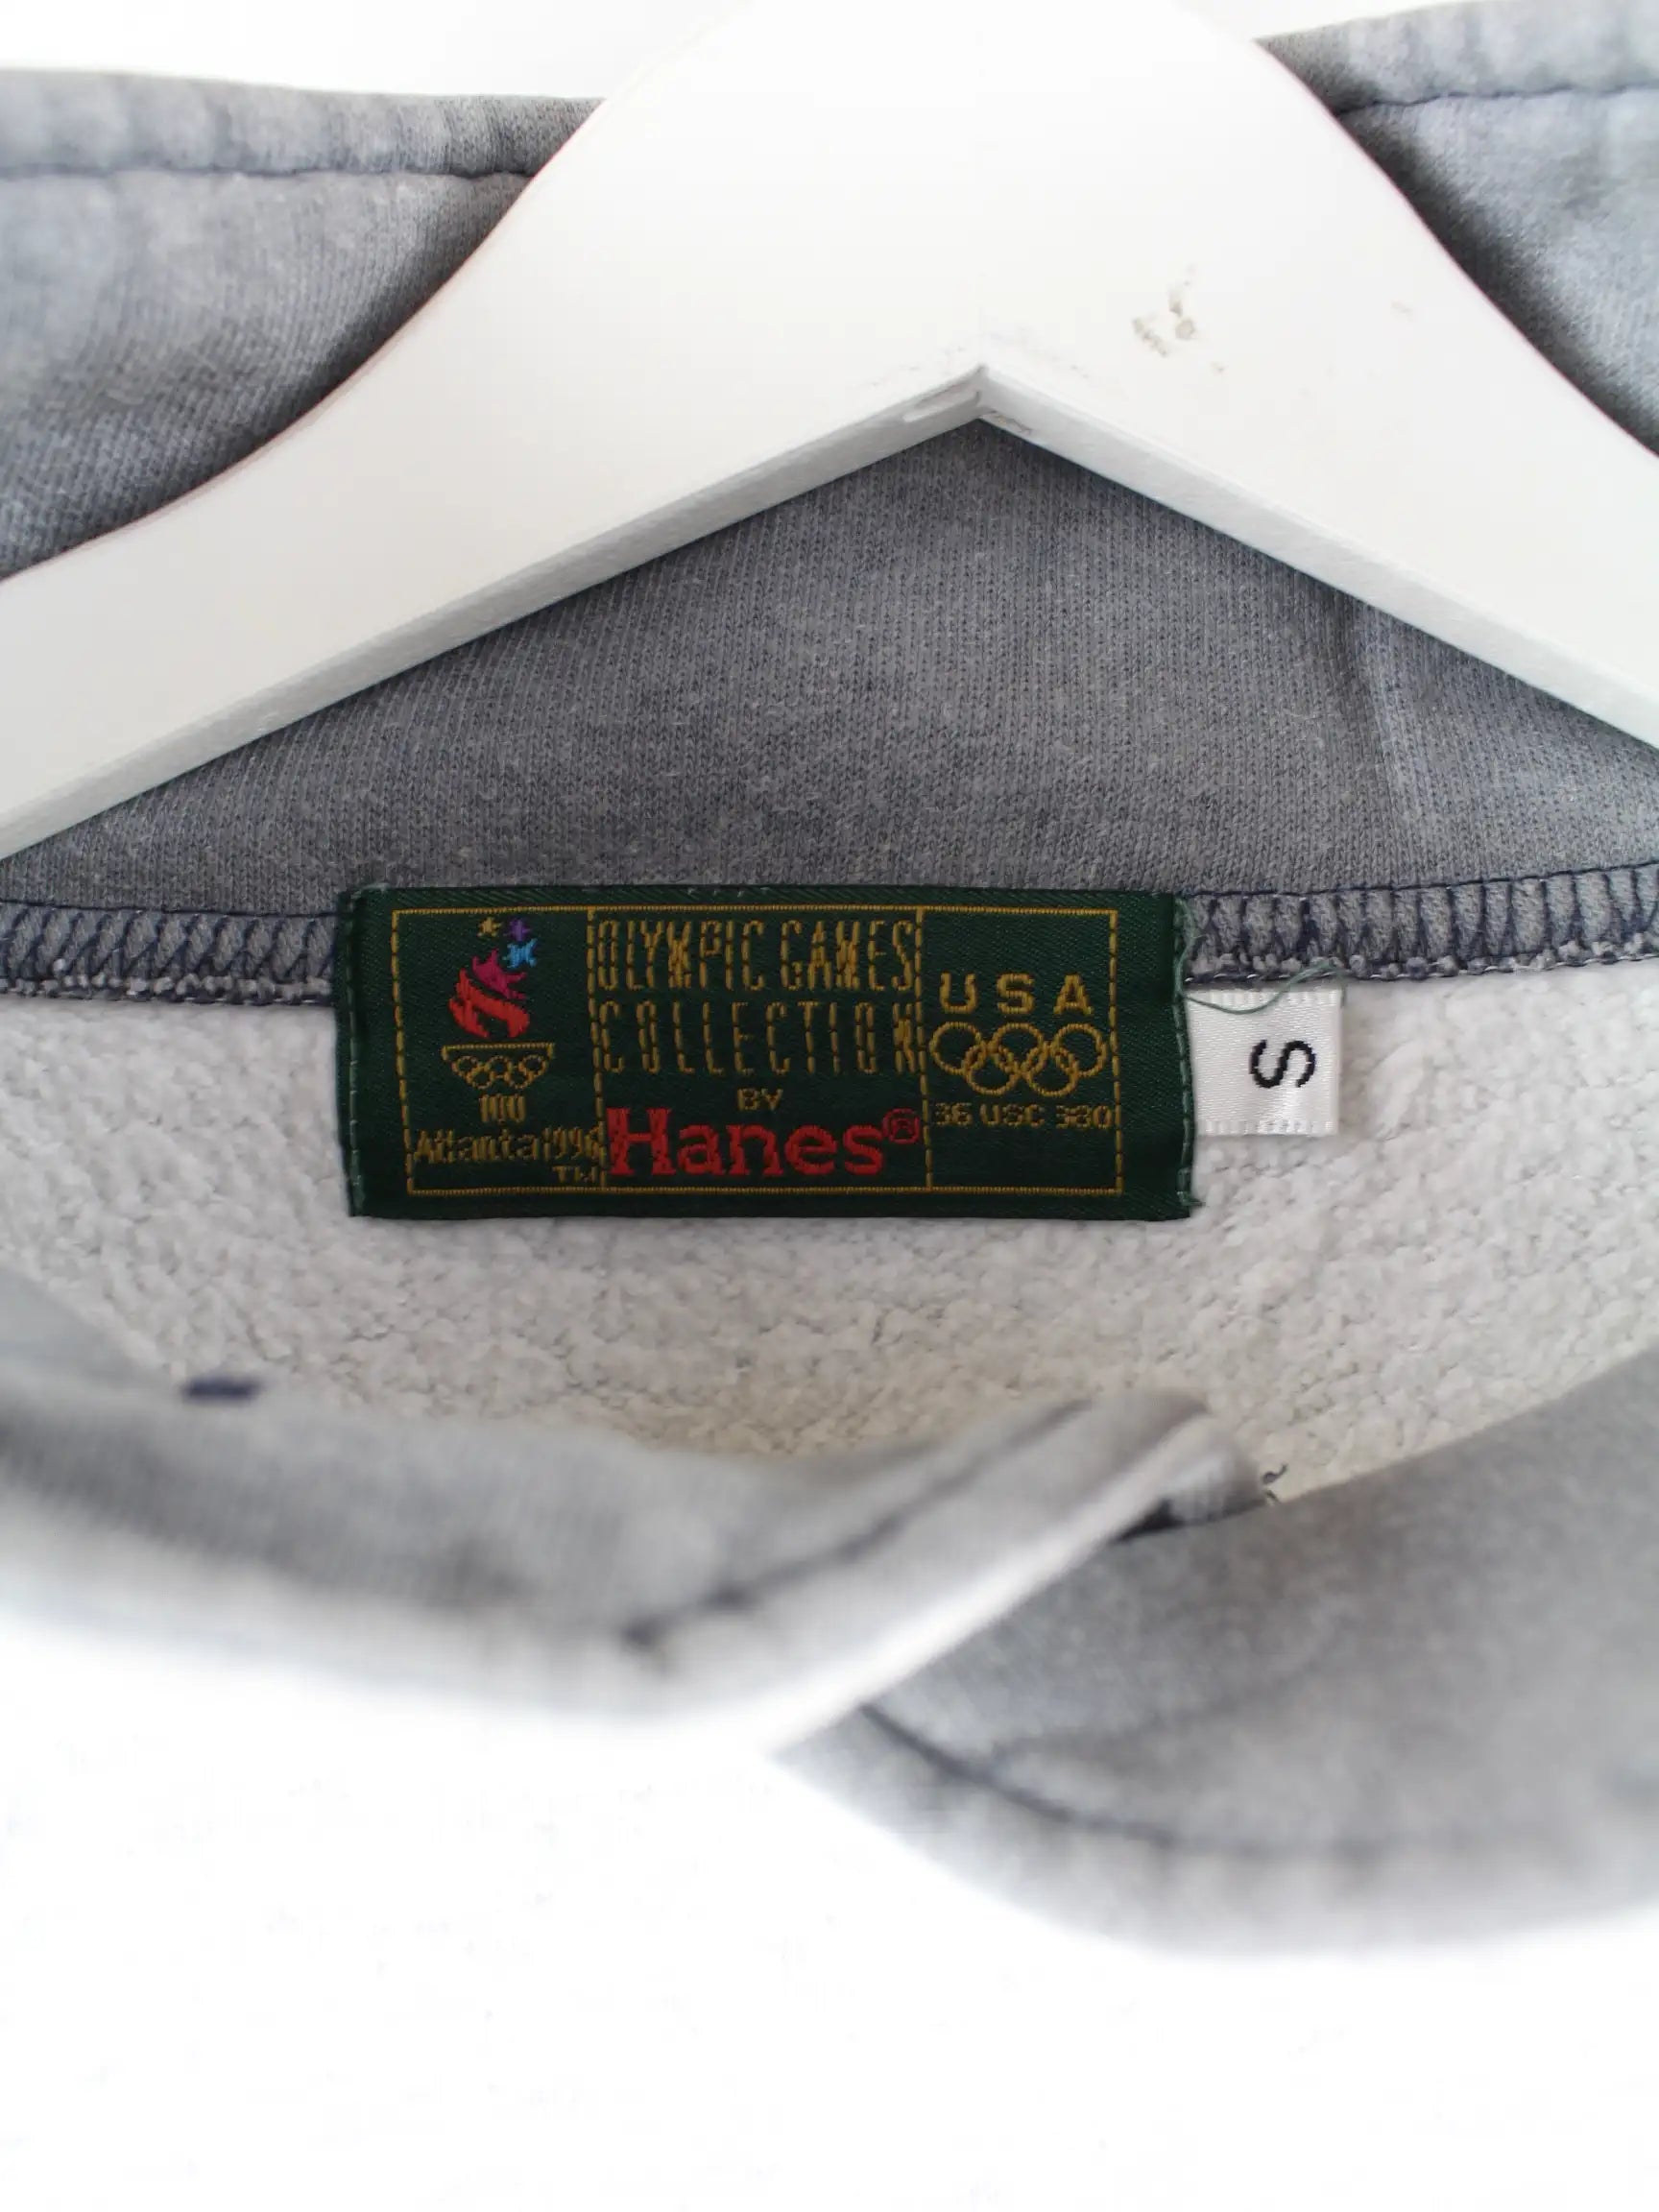 100
Atlanta 1996
TM
OLYMPIC GAMES
COLLECTION
BY
Hanes®
USA
36 USC 380
S